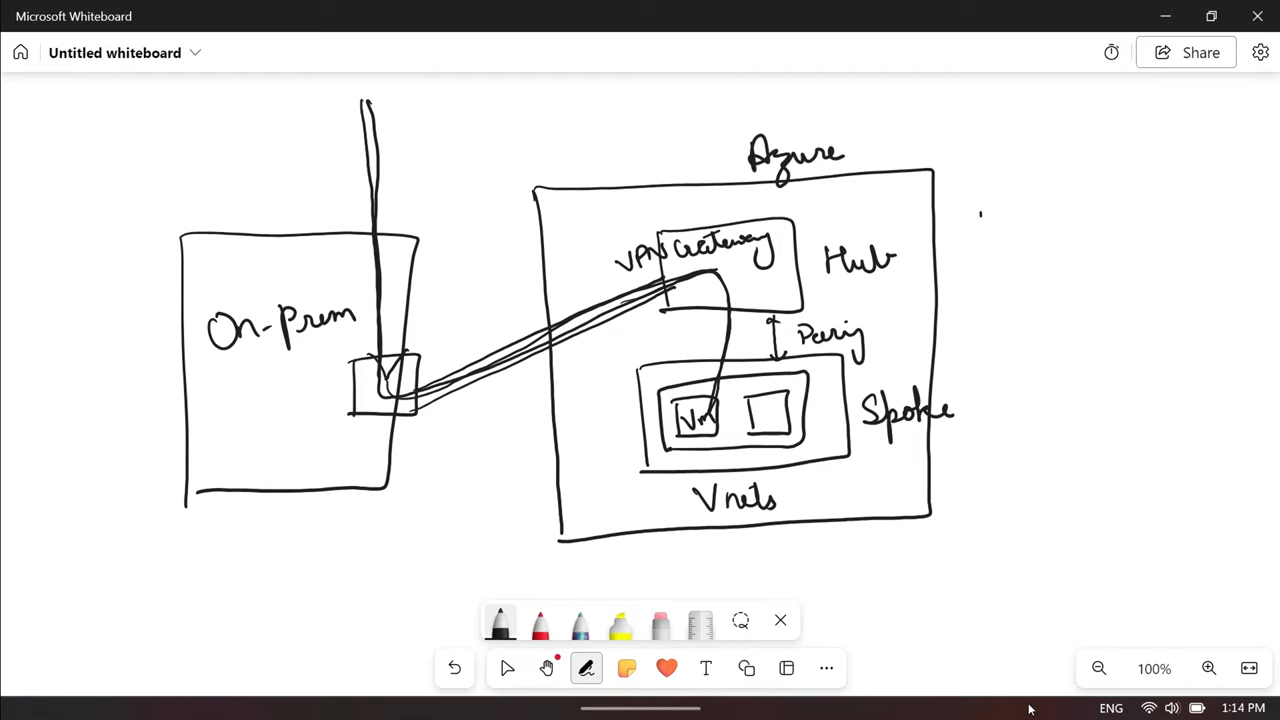 Microsoft Whiteboard
Untitled whiteboard
Share
Azure
VPN Gateway
Hub
On-Prem
Pering
Vm
Spoke
Vnets
100%
ENG
1:14 PM